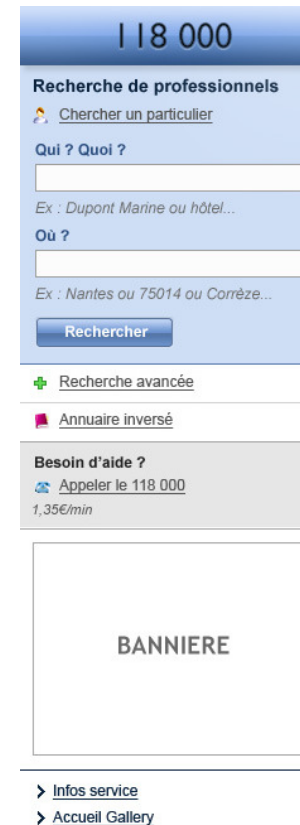 118 000
Recherche de professionnels
Chercher un particulier
Qui ? Quoi ?
Ex : Dupont Marine ou hôtel...
Où ?
Ex : Nantes ou 75014 ou Corrèze...
Rechercher
Recherche avancée
Annuaire inversé
Besoin d'aide ?
Appeler le 118 000
1,35€/min
BANNIERE
Infos service
Accueil Gallery